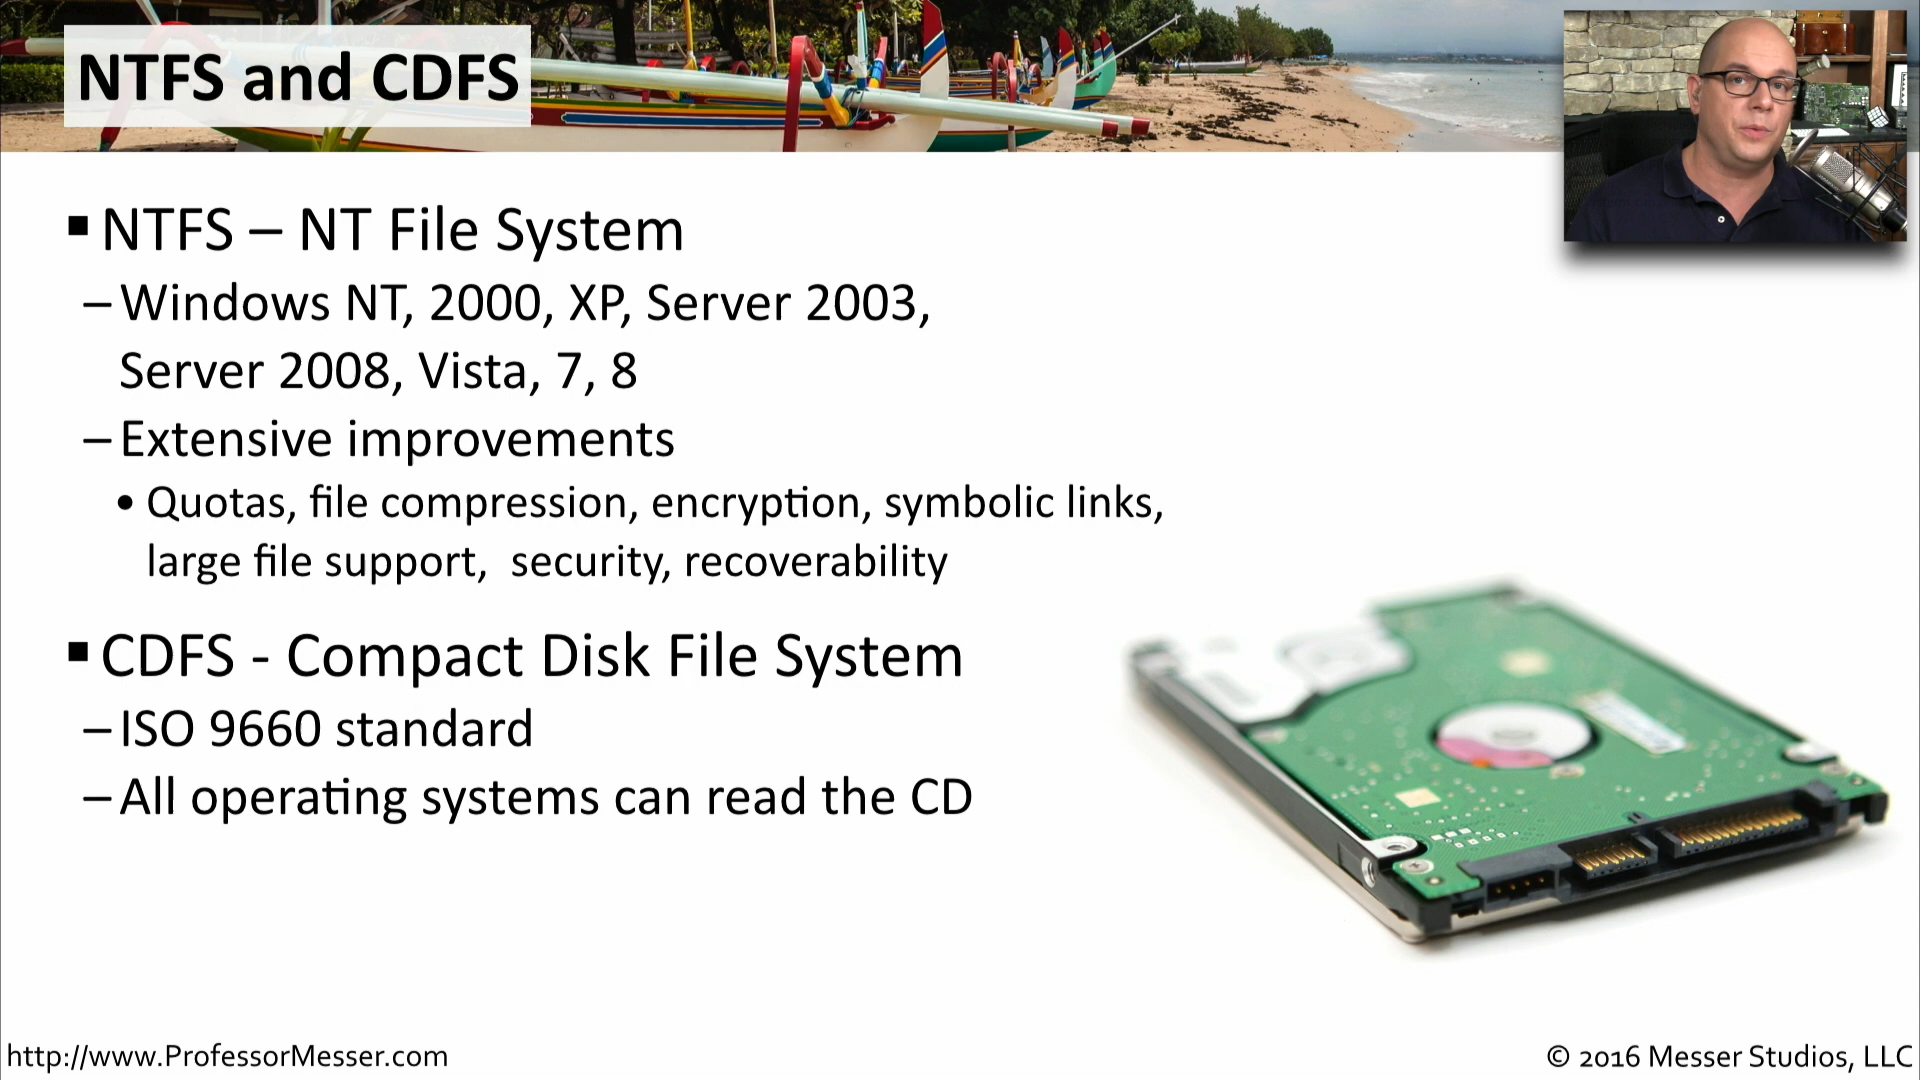 NTFS and CDFS
▪ NTFS – NT File System
– Windows NT, 2000, XP, Server 2003,
Server 2008, Vista, 7, 8
– Extensive improvements
• Quotas, file compression, encryption, symbolic links,
large file support,  security, recoverability
▪ CDFS - Compact Disk File System
– ISO 9660 standard
– All operating systems can read the CD
http://www.ProfessorMesser.com
© 2016 Messer Studios, LLC